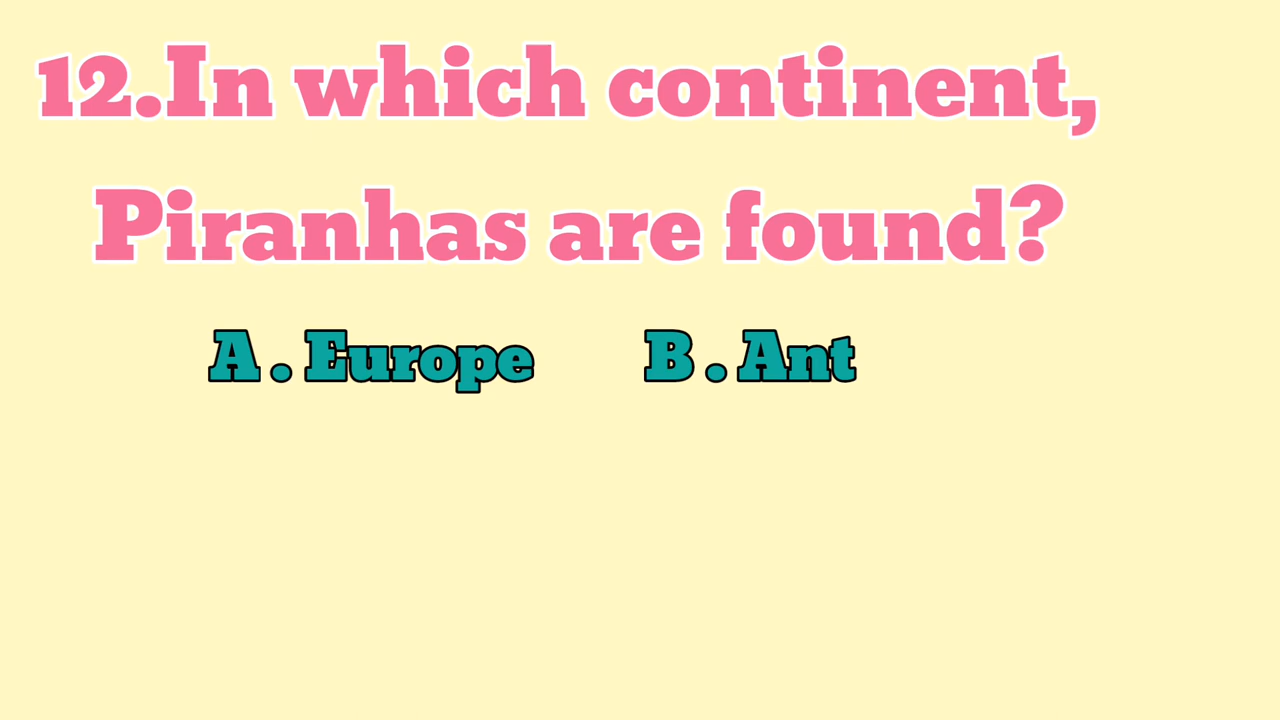 12.In which continent,
Piranhas are found?
A . Europe B . Ant